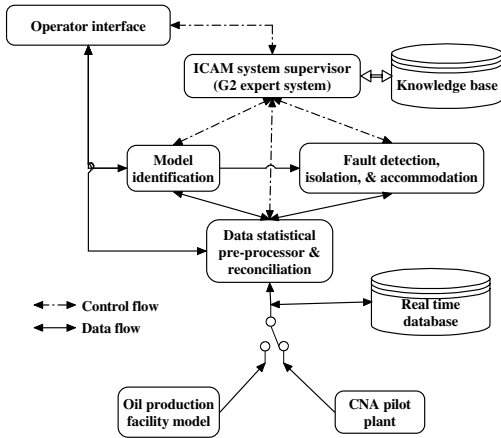 Operator interface
ICAM system supervisor
(G2 expert system)
Knowledge base
Model
identification
Fault detection,
isolation, & accommodation
Data statistical
pre-processor &
reconciliation
Control flow
Data flow
Real time
database
Oil production
facility model
CNA pilot
plant